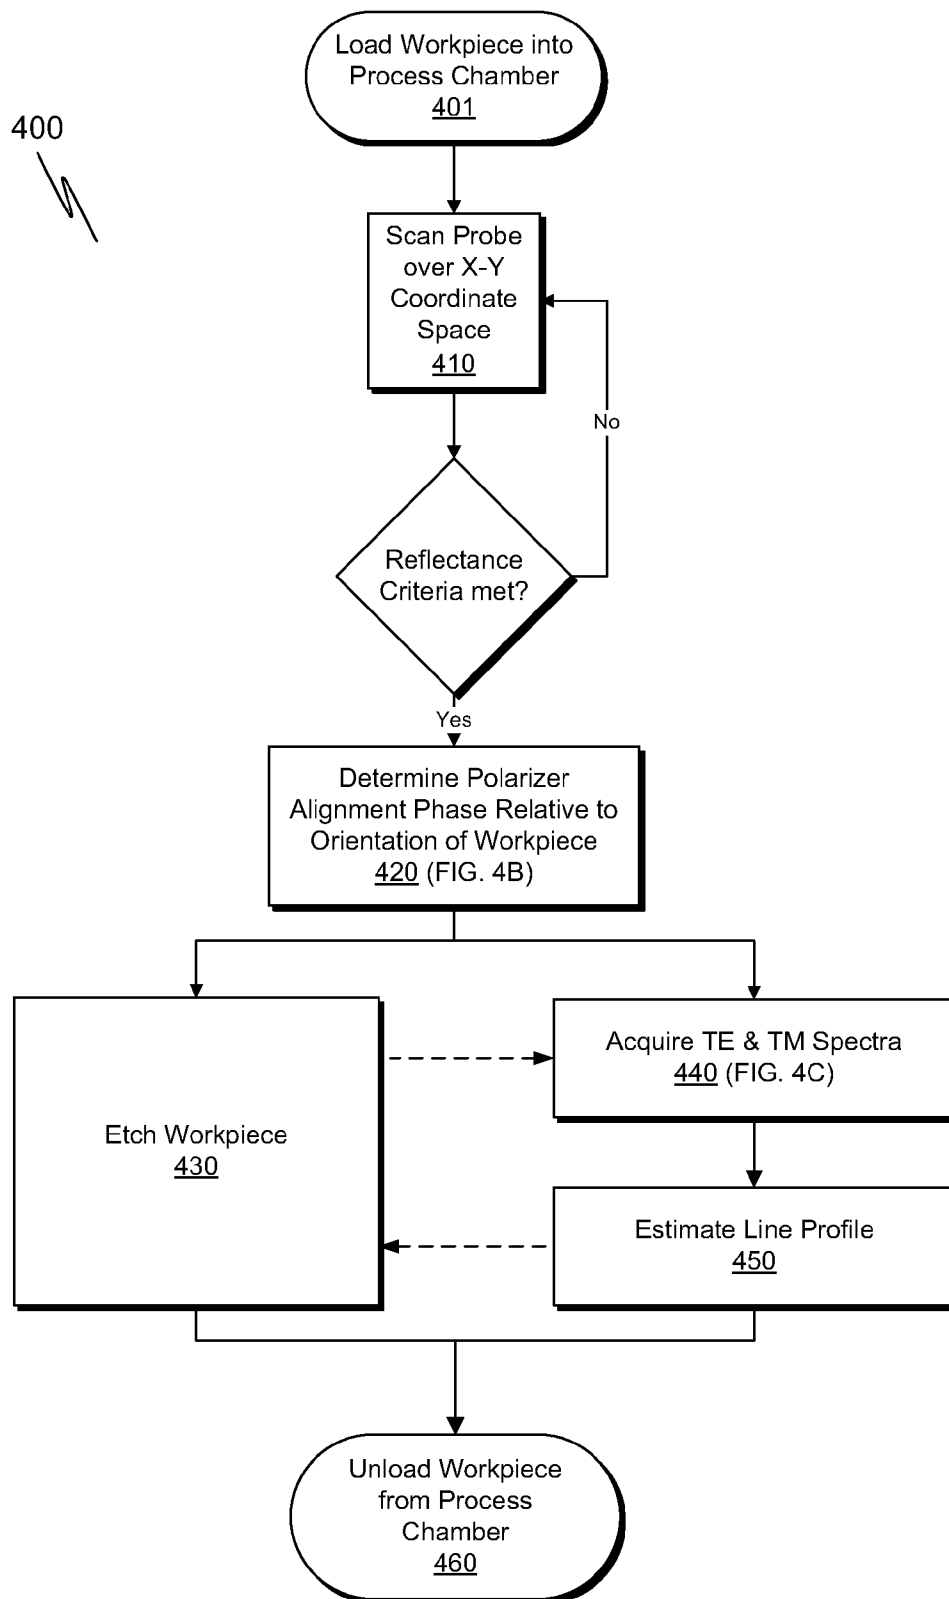 Load Workpiece into
Process Chamber
401
400
Scan Probe
over X-Y
Coordinate
Space
410
No
Reflectance
Criteria met?
Yes
Determine Polarizer
Alignment Phase Relative to
Orientation of Workpiece
420 (FIG. 4B)
Etch Workpiece
430
Acquire TE & TM Spectra
440 (FIG. 4C)
Estimate Line Profile
450
Unload Workpiece
from Process
Chamber
460